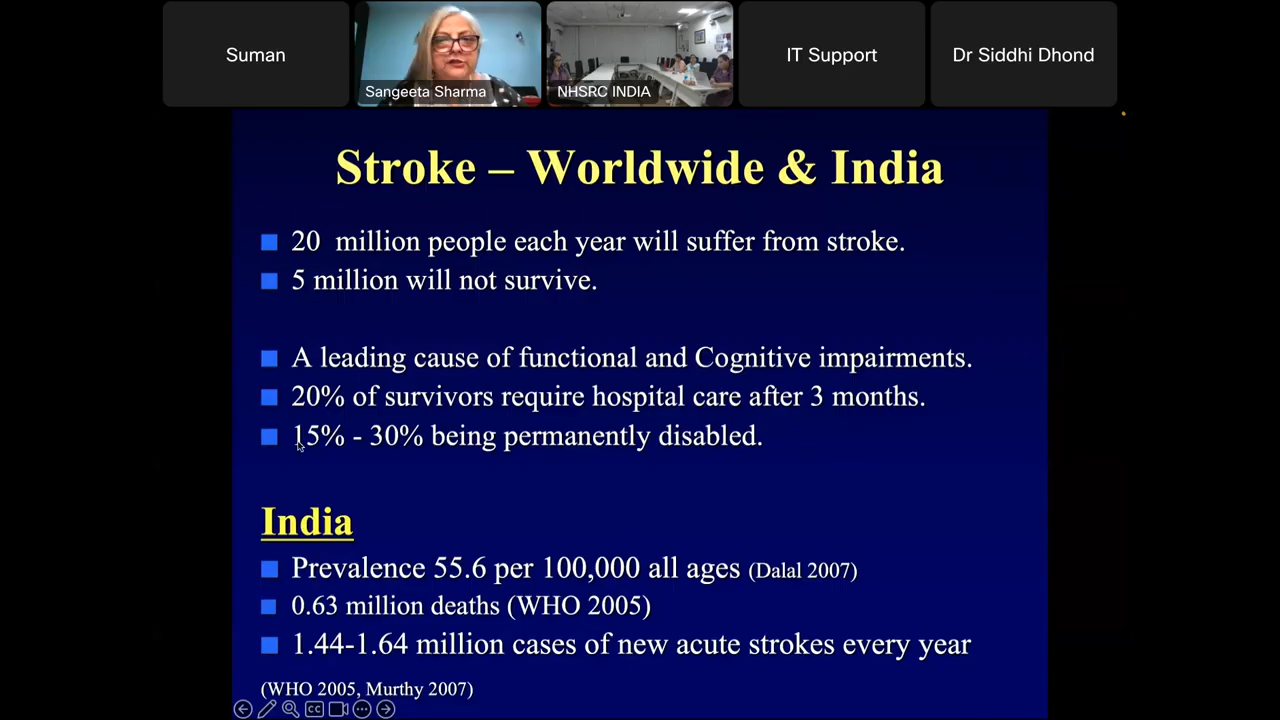 Suman
Sangeeta Sharma
NHSRC INDIA
IT Support
Dr Siddhi Dhond
Stroke – Worldwide & India
20 million people each year will suffer from stroke.
5 million will not survive.
A leading cause of functional and Cognitive impairments.
20% of survivors require hospital care after 3 months.
15% - 30% being permanently disabled.
India
Prevalence 55.6 per 100,000 all ages (Dalal 2007)
0.63 million deaths (WHO 2005)
1.44-1.64 million cases of new acute strokes every year
(WHO 2005, Murthy 2007)
CC